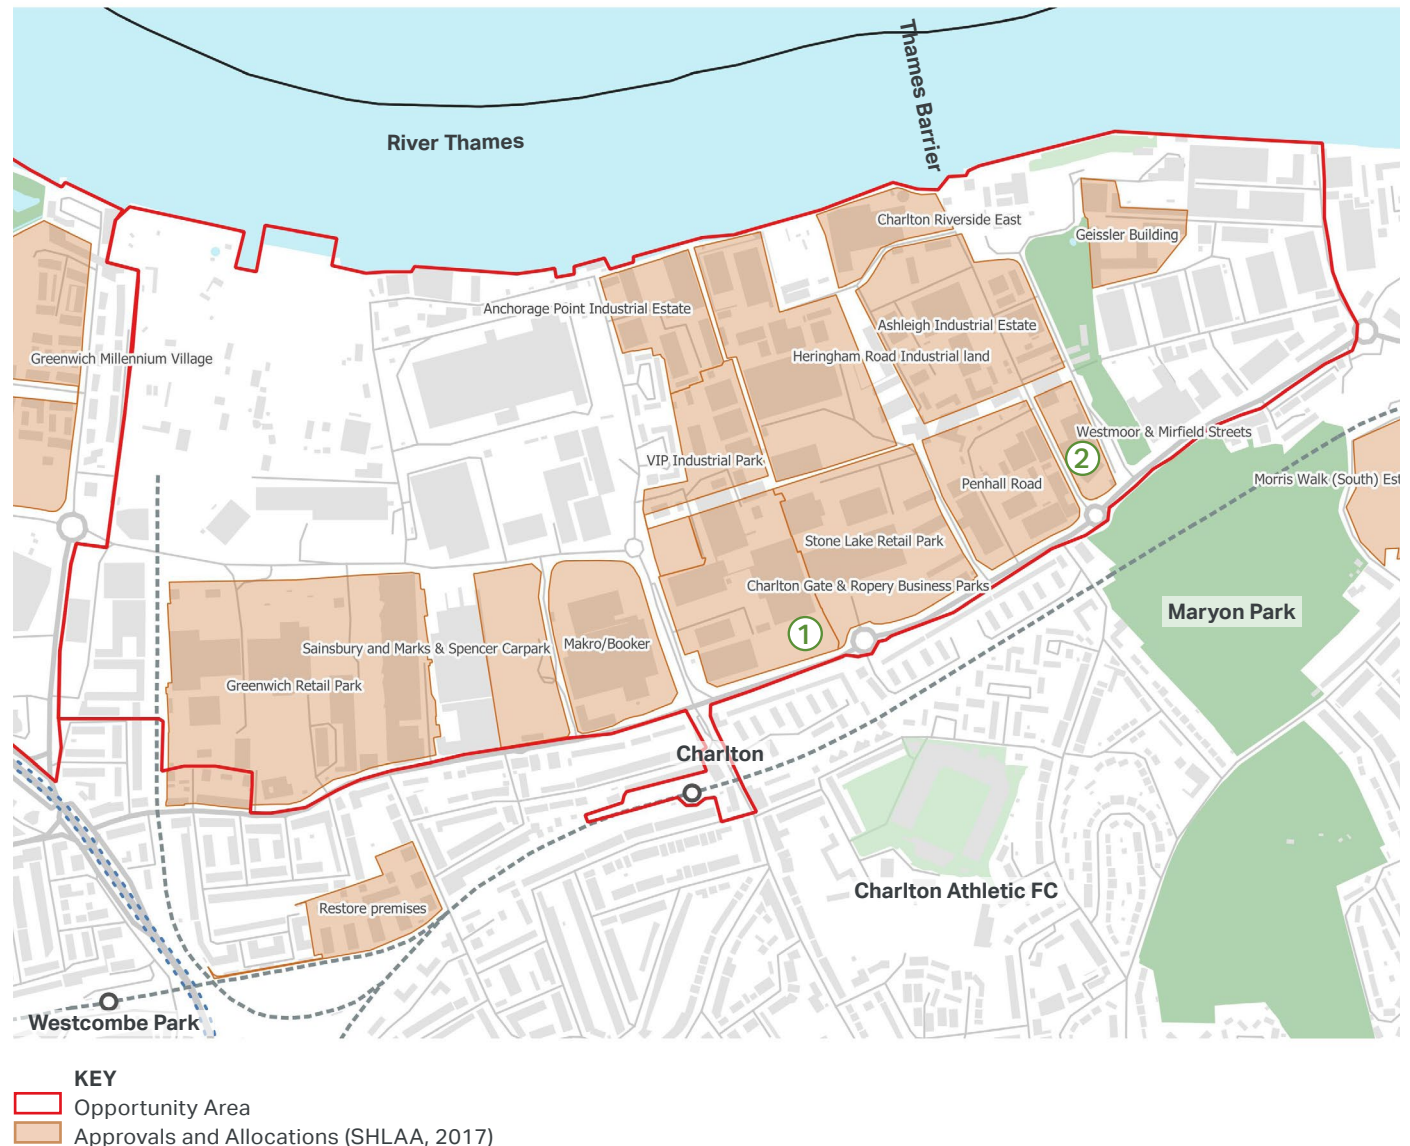 Thames Barrier
River Thames
Charlton Riverside East
Geissler Building
Anchorage Point Industrial Estate
Ashleigh Industrial Estate
Greenwich Millennium Village
Heringham Road Industrial land
Westmoor & Mirfield Streets
VIP Industrial Park
2
Penhall Road
Morris Walk (South) Est
Stone Lake Retail Park
Charlton Gate & Ropery Business Parks
Maryon Park
1
Sainsbury and Marks & Spencer Carpark
Makro/Booker
Greenwich Retail Park
Charlton
Charlton Athletic FC
Restore premises
Westcombe Park
KEY
Opportunity Area
Approvals and Allocations (SHLAA, 2017)